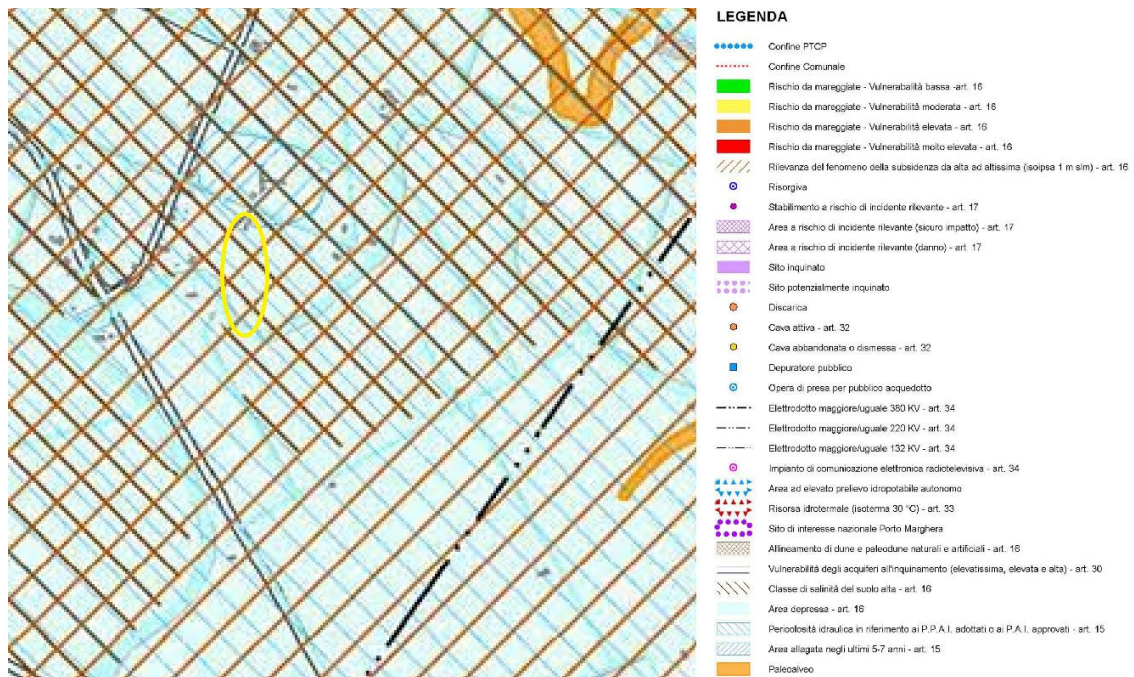 LEGENDA
Confine PTCP
Confine Comunale
Rischio da mareggiate - Vulnerabalità bassa -art. 16
Rischio da mareggiate - Vulnerabilità moderata - art. 16
Rischio da mareggiate - Vulnerabilità elevata - art. 16
Rischio da mareggiate - Vulnerabilità molto elevata - art. 16
Rilevanza del fenomeno della subsidenza da alta ad altissima (isoipsa 1 m slm) - art. 16
Risorgiva
Stabilimento a rischio di incidente rilevante - art. 17
Area a rischio di incidente rilevante (sicuro impatto) - art. 17
Area a rischio di incidente rilevante (danno) - art. 17
Sito inquinato
Sito potenzialmente inquinato
Discarica
Cava attiva - art. 32
Cava abbandonata o dismessa - art. 32
Depuratore pubblico
Opera di presa per pubblico acquedotto
Elettrodotto maggiore/uguale 380 KV - art. 34
Elettrodotto maggiore/uguale 220 KV - art. 34
Elettrodotto maggiore/uguale 132 KV - art. 34
Impianto di comunicazione elettronica radiotelevisiva - art. 34
Area ad elevato prelievo idropotabile autonomo
Risorsa idrotermale (isoterma 30 °C) - art. 33
Sito di interesse nazionale Porto Marghera
Allineamento di dune e paleodune naturali e artificiali - art. 16
Vulnerabilità degli acquiferi all'inquinamento (elevatissima, elevata e alta) - art. 30
Classe di salinità del suolo alta - art. 16
Area depressa - art. 16
Pericolosità idraulica in riferimento ai P.P.A.I. adottati o ai P.A.I. approvati - art. 15
Area allagata negli ultimi 5-7 anni - art. 15
Paleoalveo